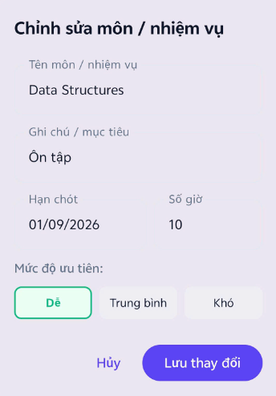 Chỉnh sửa môn / nhiệm vụ
Tên môn / nhiệm vụ
Data Structures
Ghi chú / mục tiêu
Ôn tập
Hạn chót Số giờ
01/09/2026 10
Mức độ ưu tiên:
Dễ Trung bình Khó
Hủy Lưu thay đổi